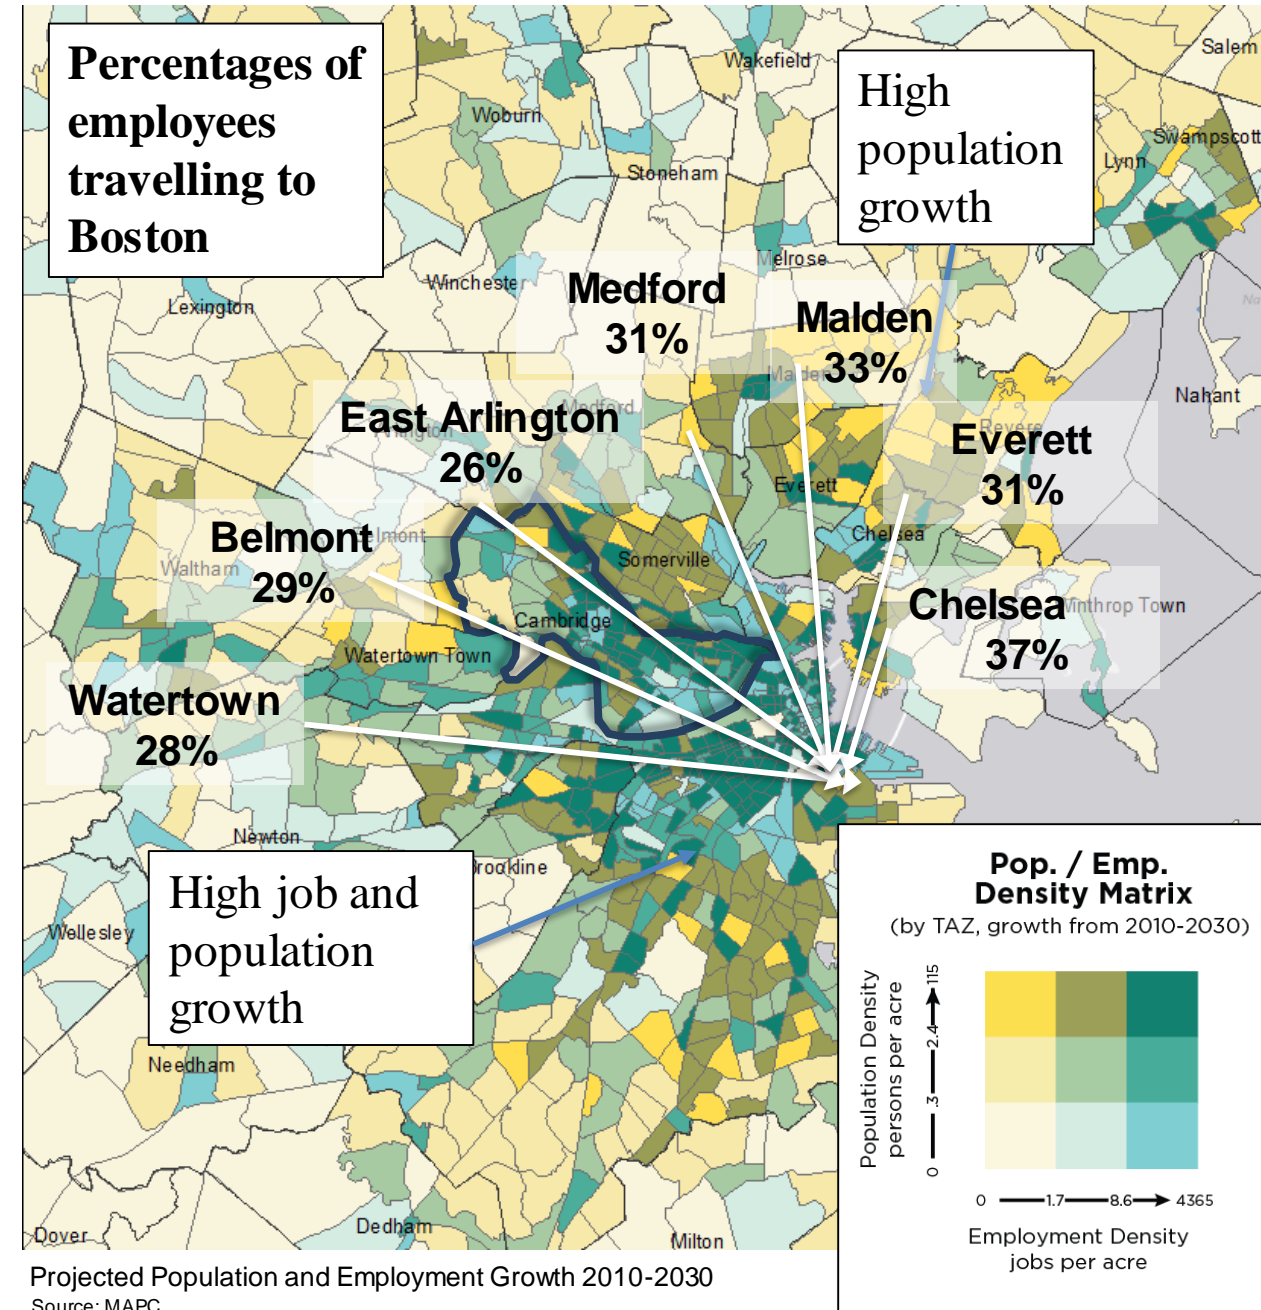 Percentages of
employees
travelling to
Boston
High
population
growth
Salem
Wakefield
Woburn
Swampscott
Lynn
Stoneham
Melrose
Winchester
Lexington
Medford
31%
Malden
33%
Malden
Nahant
East Arlington
26%
Medford
Arlington
Everett
31%
Revere
Everett
Chelsea
Belmont
29%
Belmont
Waltham
Somerville
Cambridge
Chelsea
37%
Winthrop Town
Watertown Town
Watertown
28%
Newton
Brookline
High job and
population
growth
Wellesley
Needham
Dover
Dedham
Milton
Pop. / Emp.
Density Matrix
(by TAZ, growth from 2010-2030)
Population Density
persons per acre
0 .3 2.4 115
0 1.7 8.6 4365
Employment Density
jobs per acre
Projected Population and Employment Growth 2010-2030
Source: MAPC